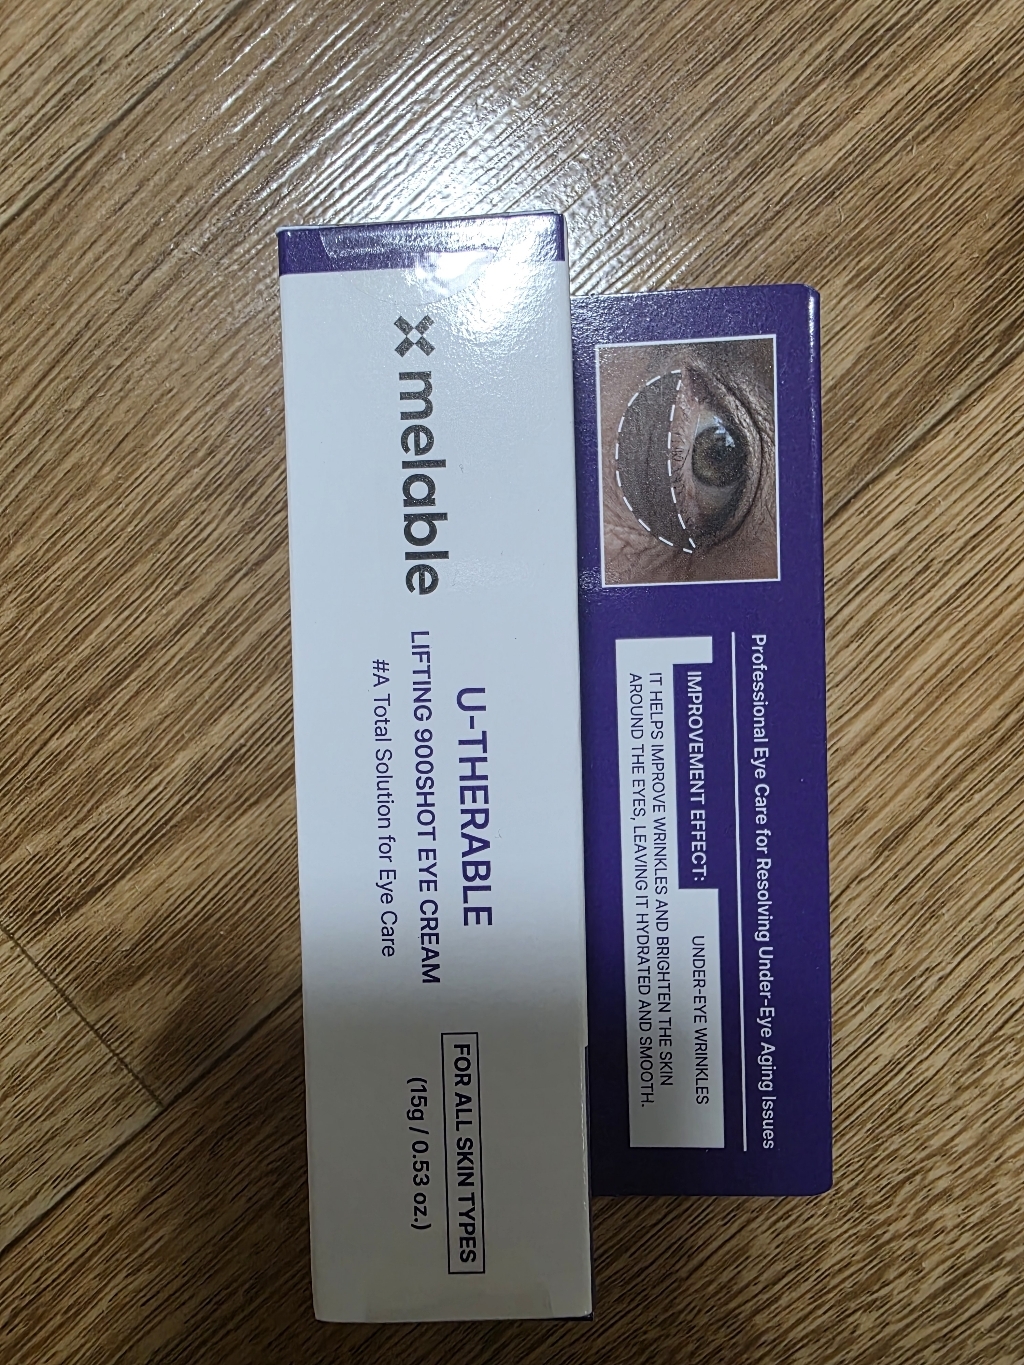 melable
U-THERABLE
LIFTING 900SHOT EYE CREAM
#A Total Solution for Eye Care
FOR ALL SKIN TYPES
(15g / 0.53 oz.)
Professional Eye Care for Resolving Under-Eye Aging Issues
IMPROVEMENT EFFECT: UNDER-EYE WRINKLES
IT HELPS IMPROVE WRINKLES AND BRIGHTEN THE SKIN
AROUND THE EYES, LEAVING IT HYDRATED AND SMOOTH.